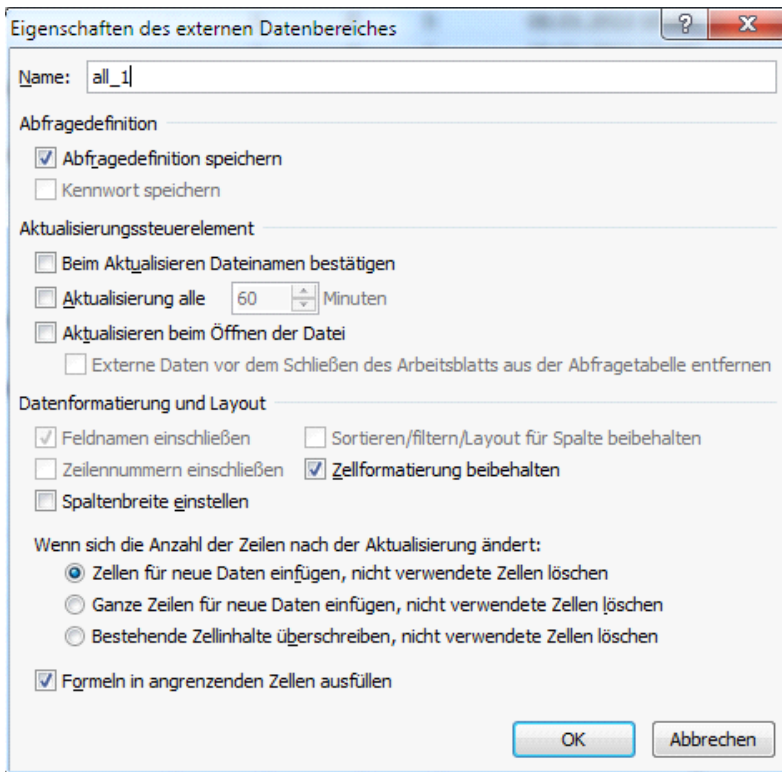 Eigenschaften des externen Datenbereiches
Name: all_1
Abfragedefinition
Abfragedefinition speichern
Kennwort speichern
Aktualisierungssteuerelement
Beim Aktualisieren Dateinamen bestätigen
Aktualisierung alle 60 Minuten
Aktualisieren beim Öffnen der Datei
Externe Daten vor dem Schließen des Arbeitsblatts aus der Abfragetabelle entfernen
Datenformatierung und Layout
Feldnamen einschließen Sortieren/filtern/Layout für Spalte beibehalten
Zeilennummern einschließen Zellformatierung beibehalten
Spaltenbreite einstellen
Wenn sich die Anzahl der Zeilen nach der Aktualisierung ändert:
Zellen für neue Daten einfügen, nicht verwendete Zellen löschen
Ganze Zeilen für neue Daten einfügen, nicht verwendete Zellen löschen
Bestehende Zellinhalte überschreiben, nicht verwendete Zellen löschen
Formeln in angrenzenden Zellen ausfüllen
OK Abbrechen